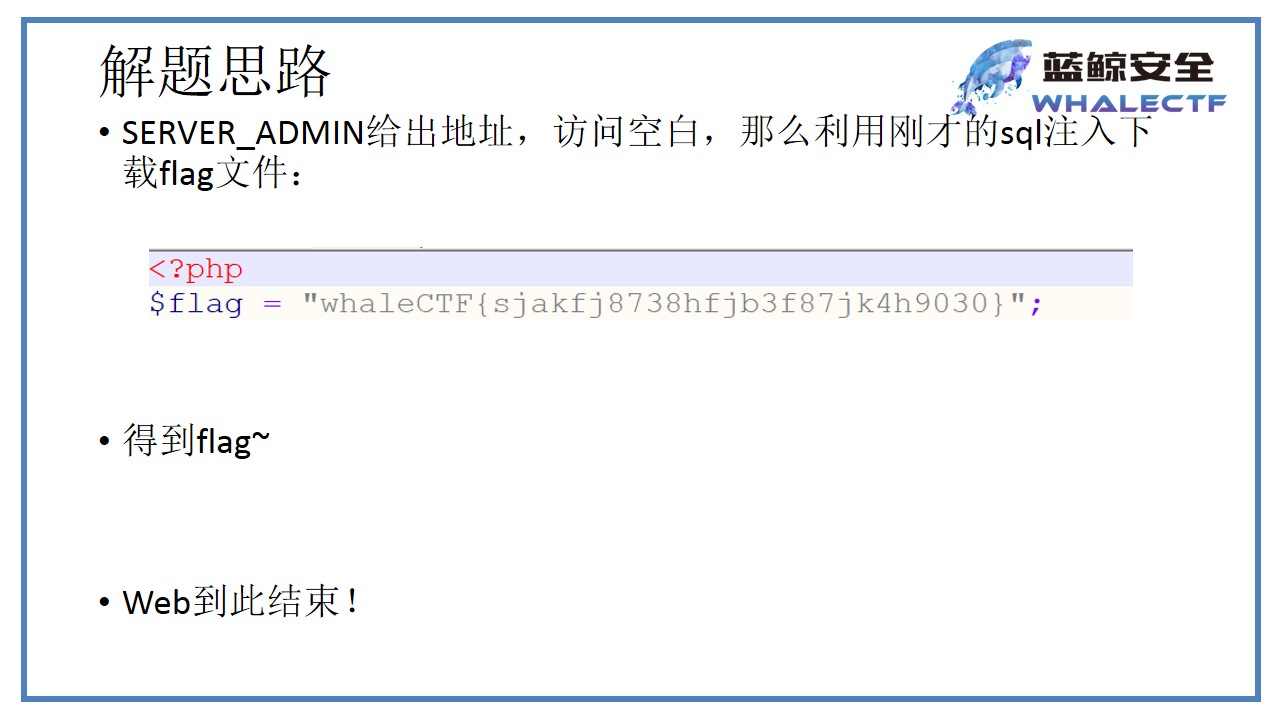 解题思路
蓝鲸安全
WHALECTF
• SERVER_ADMIN给出地址，访问空白，那么利用刚才的sql注入下
载flag文件：
<?php
$flag = "whaleCTF{sjakfj8738hfjb3f87jk4h9030}";
• 得到flag~
• Web到此结束！